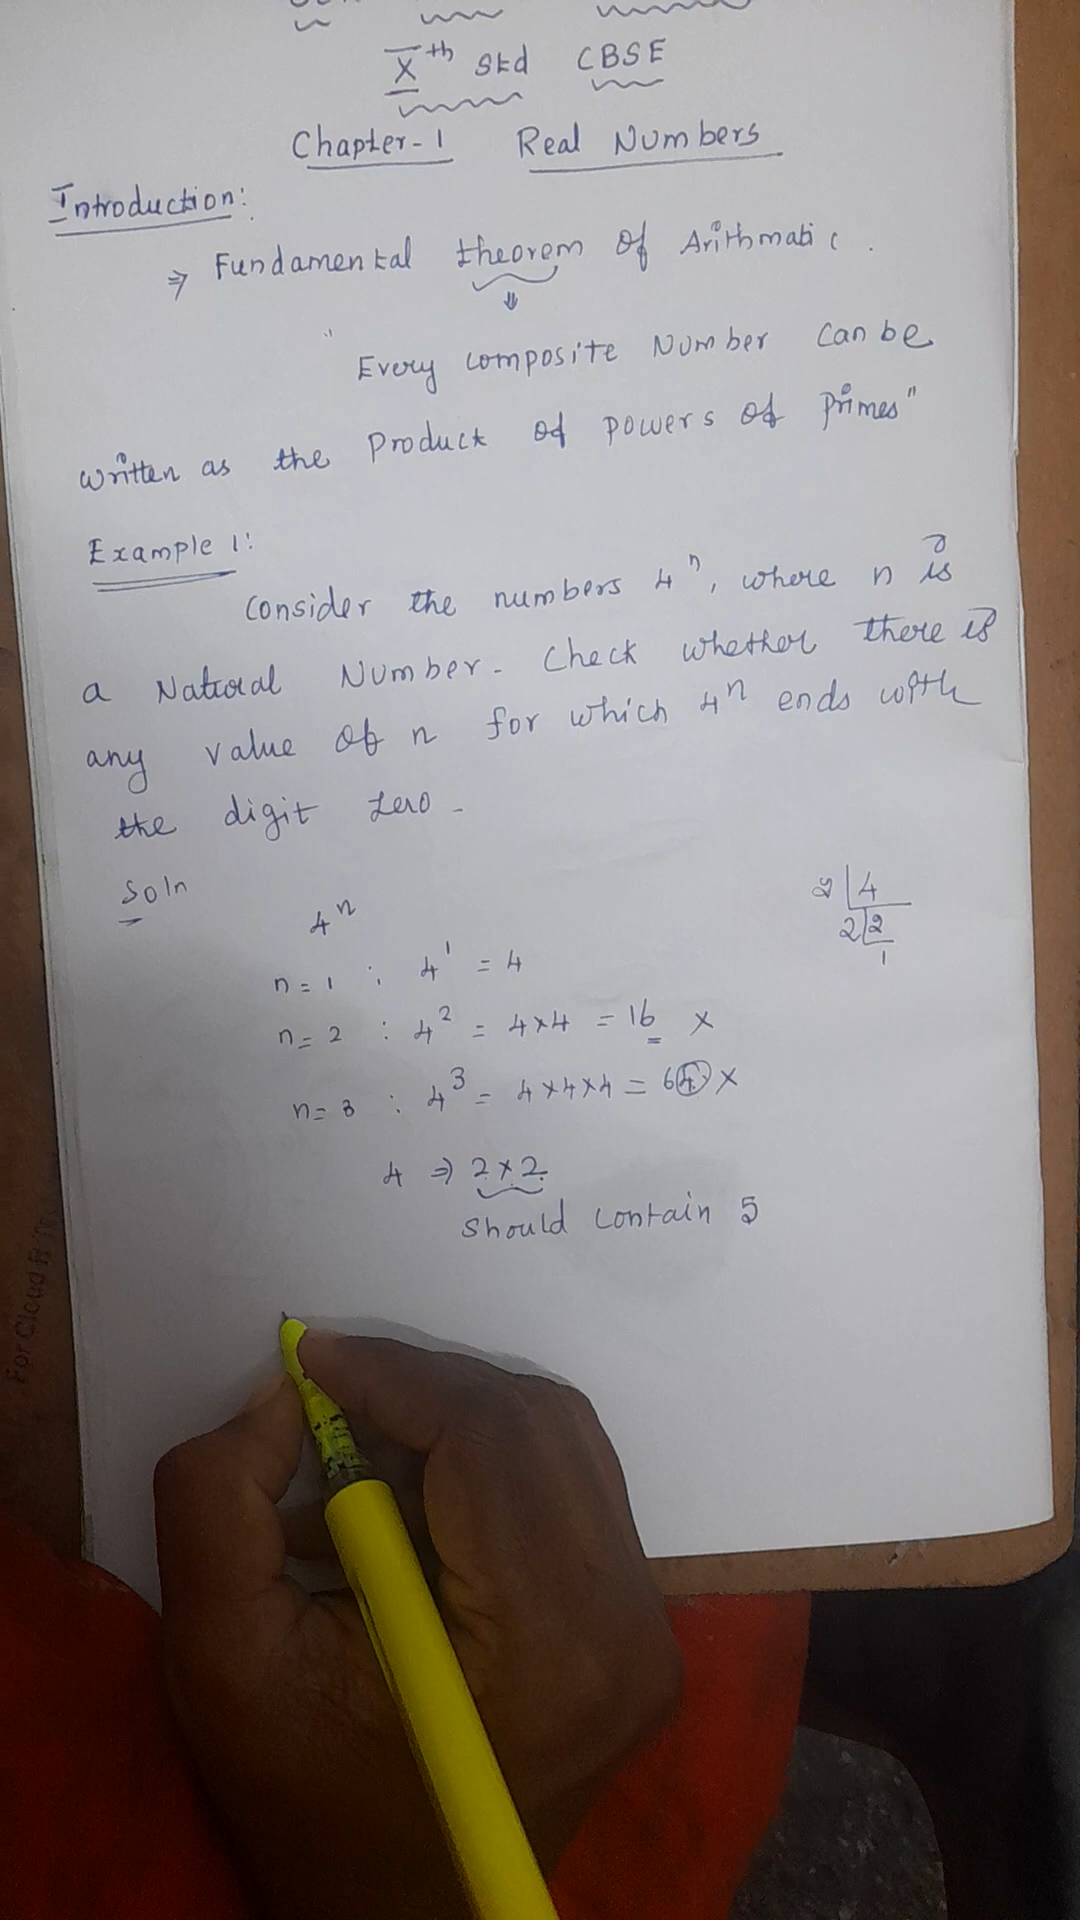 Xth Std CBSE
Chapter-1 Real Numbers
Introduction:
⇒ Fundamental theorem of Arithmatic.
⇓
"Every composite Number can be
written as the product of powers of primes"
Example 1:
Consider the numbers 4ⁿ, where n is
a Natural Number. Check whether there is
any value of n for which 4ⁿ ends with
the digit zero.
Soln
4ⁿ
2 4
n = 1 : 4¹ = 4
2 2
1
n = 2 : 4² = 4×4 = 16 ×
n = 3 : 4³ = 4×4×4 = 64 ×
4 ⇒ 2×2
Should contain 5